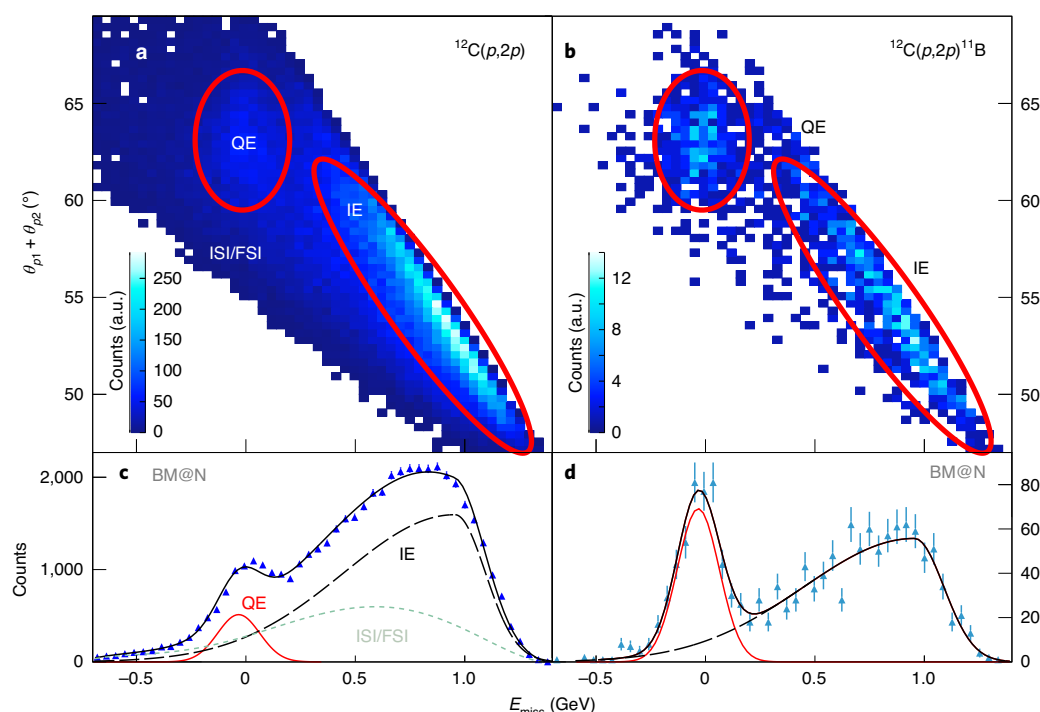 a
¹²C(p,2p)
b
¹²C(p,2p)¹¹B
65
60
55
50
θp1 + θp2 (°)
QE
IE
ISI/FSI
250
200
150
100
50
0
Counts (a.u.)
QE
IE
12
8
4
0
Counts (a.u.)
65
60
55
50
c
BM@N
2,000
1,000
0
Counts
IE
QE
ISI/FSI
d
BM@N
80
60
40
20
0
−0.5 0 0.5 1.0 −0.5 0 0.5 1.0
Emiss (GeV)